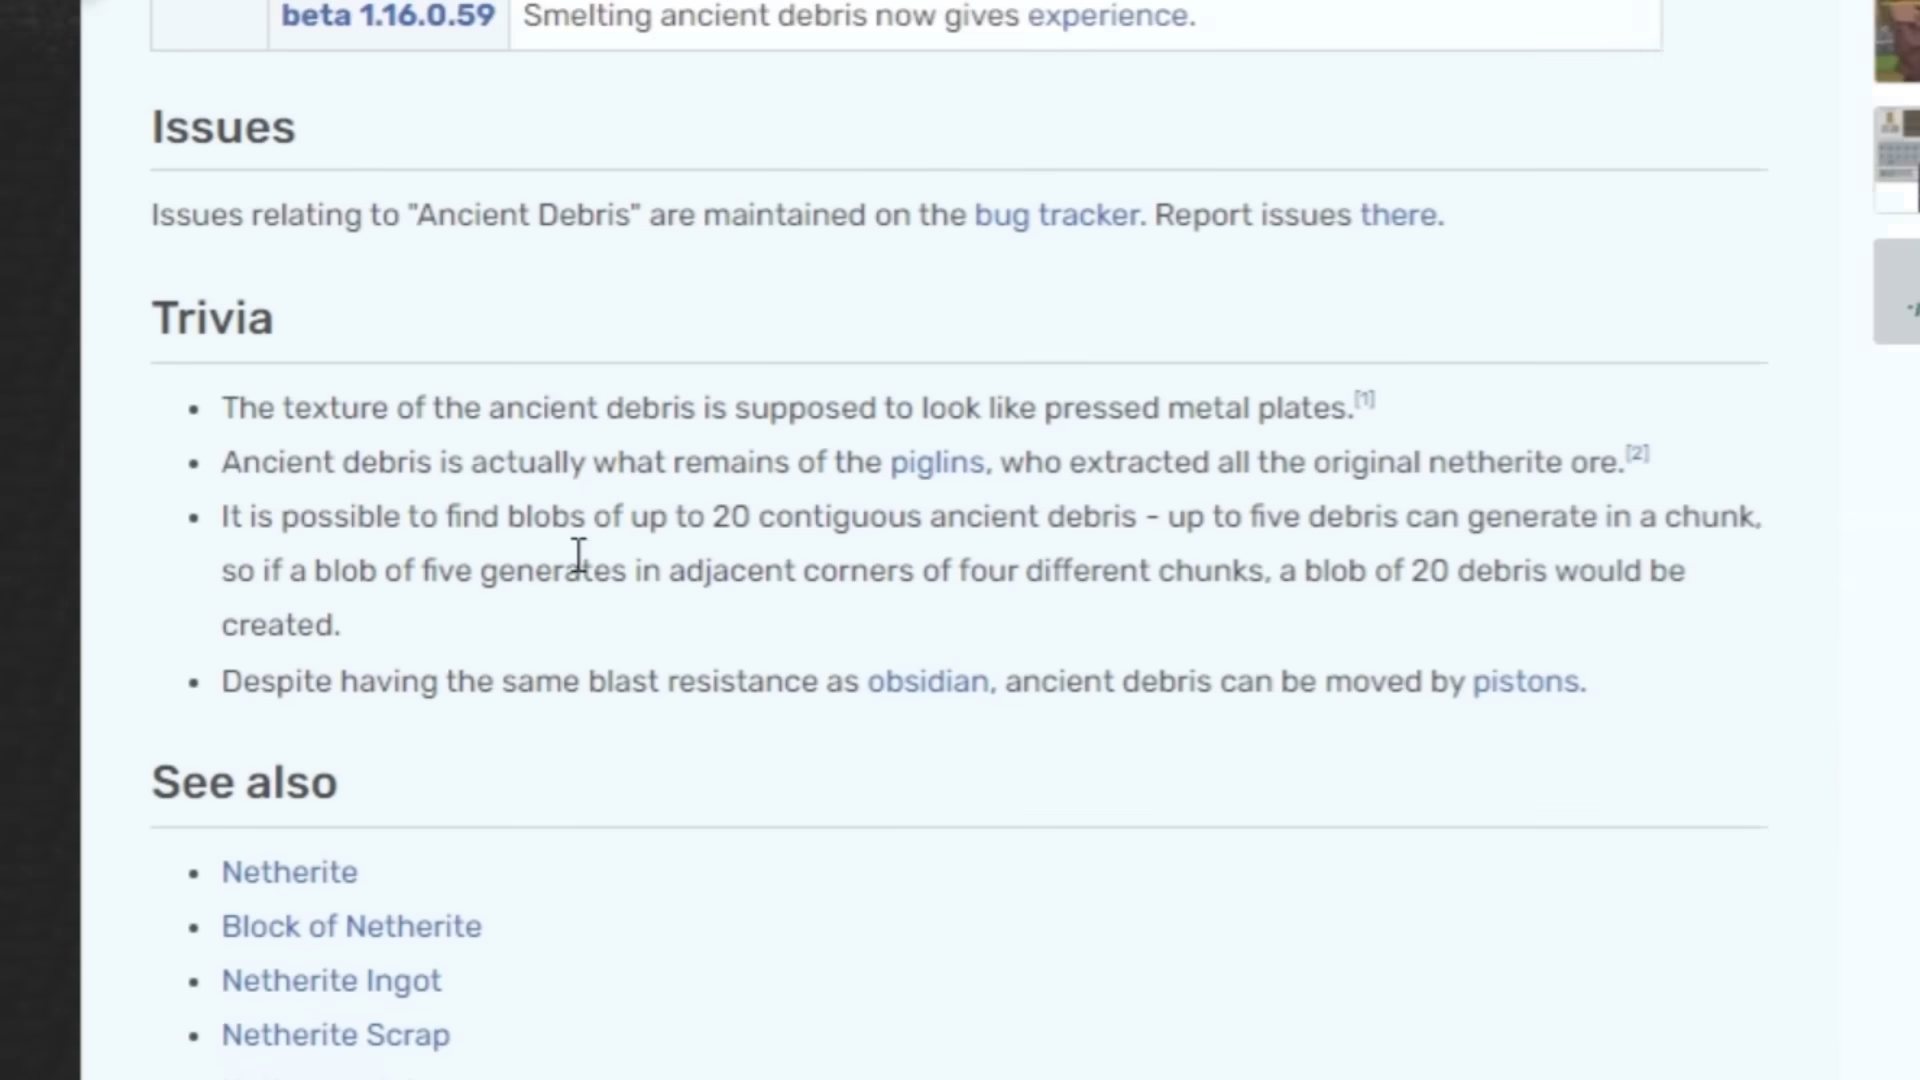 beta 1.16.0.59 Smelting ancient debris now gives experience.
Issues
Issues relating to "Ancient Debris" are maintained on the bug tracker. Report issues there.
Trivia
• The texture of the ancient debris is supposed to look like pressed metal plates.[1]
• Ancient debris is actually what remains of the piglins, who extracted all the original netherite ore.[2]
• It is possible to find blobs of up to 20 contiguous ancient debris - up to five debris can generate in a chunk,
so if a blob of five generates in adjacent corners of four different chunks, a blob of 20 debris would be
created.
• Despite having the same blast resistance as obsidian, ancient debris can be moved by pistons.
See also
• Netherite
• Block of Netherite
• Netherite Ingot
• Netherite Scrap